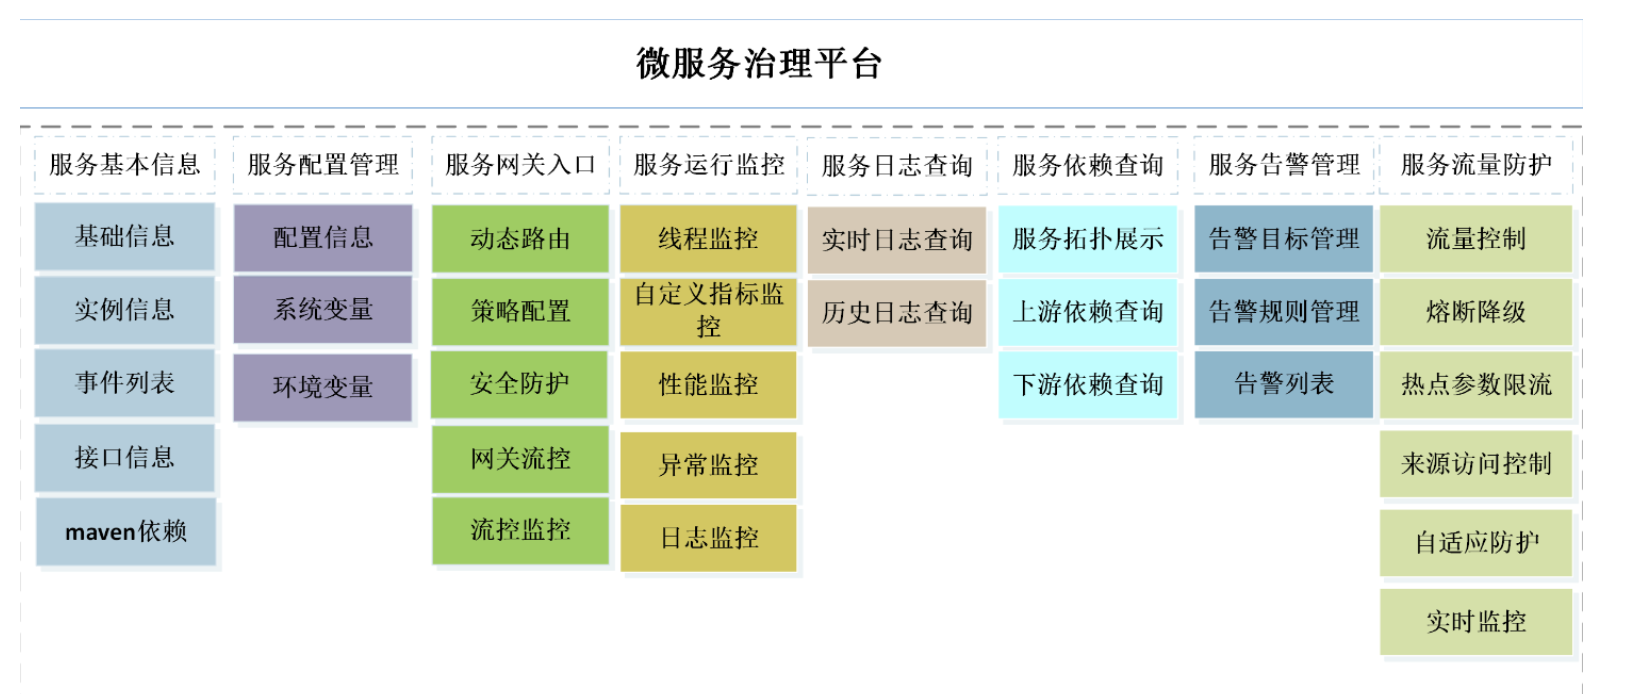 微服务治理平台
服务基本信息
基础信息
实例信息
事件列表
接口信息
maven依赖
服务配置管理
配置信息
系统变量
环境变量
服务网关入口
动态路由
策略配置
安全防护
网关流控
流控监控
服务运行监控
线程监控
自定义指标监
控
性能监控
异常监控
日志监控
服务日志查询
实时日志查询
历史日志查询
服务依赖查询
服务拓扑展示
上游依赖查询
下游依赖查询
服务告警管理
告警目标管理
告警规则管理
告警列表
服务流量防护
流量控制
熔断降级
热点参数限流
来源访问控制
自适应防护
实时监控